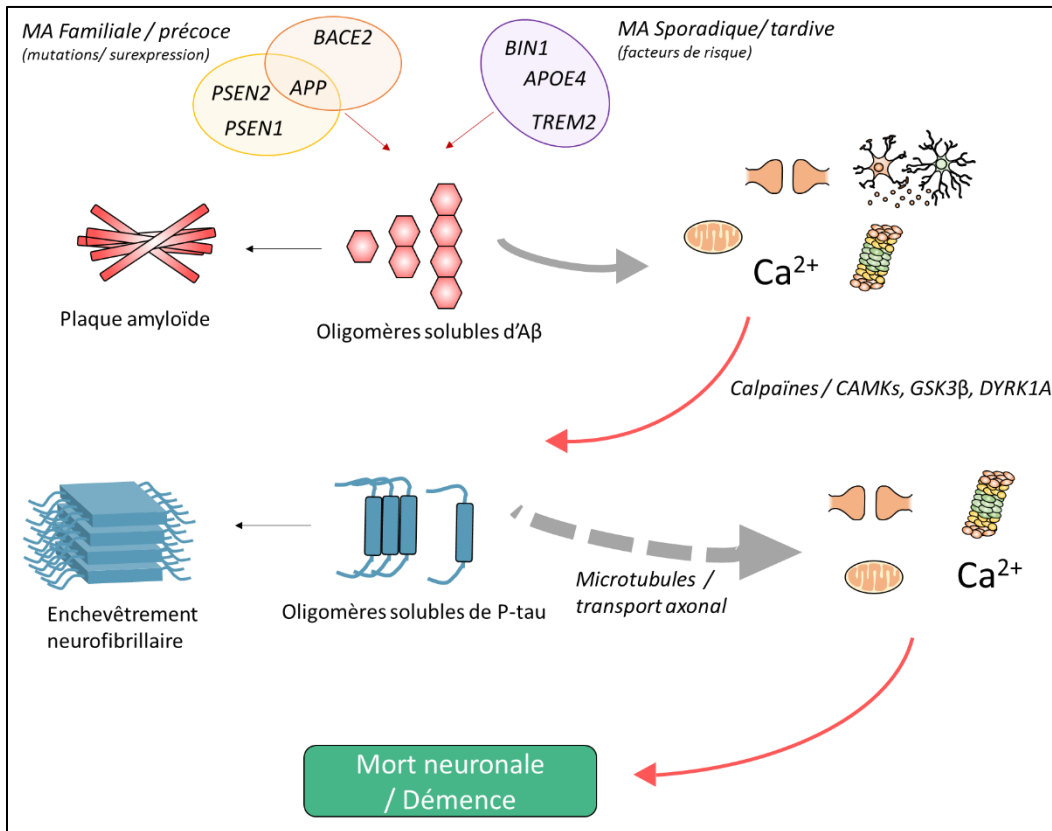 MA Familiale / précoce
(mutations/ surexpression)
BACE2
PSEN2
APP
PSEN1
BIN1
APOE4
TREM2
MA Sporadique/ tardive
(facteurs de risque)
Plaque amyloïde
Oligomères solubles d'Aβ
Ca²⁺
Calpaïnes / CAMKs, GSK3β, DYRK1A
Enchevêtrement
neurofibrillaire
Oligomères solubles de P-tau
Microtubules /
transport axonal
Ca²⁺
Mort neuronale
/ Démence